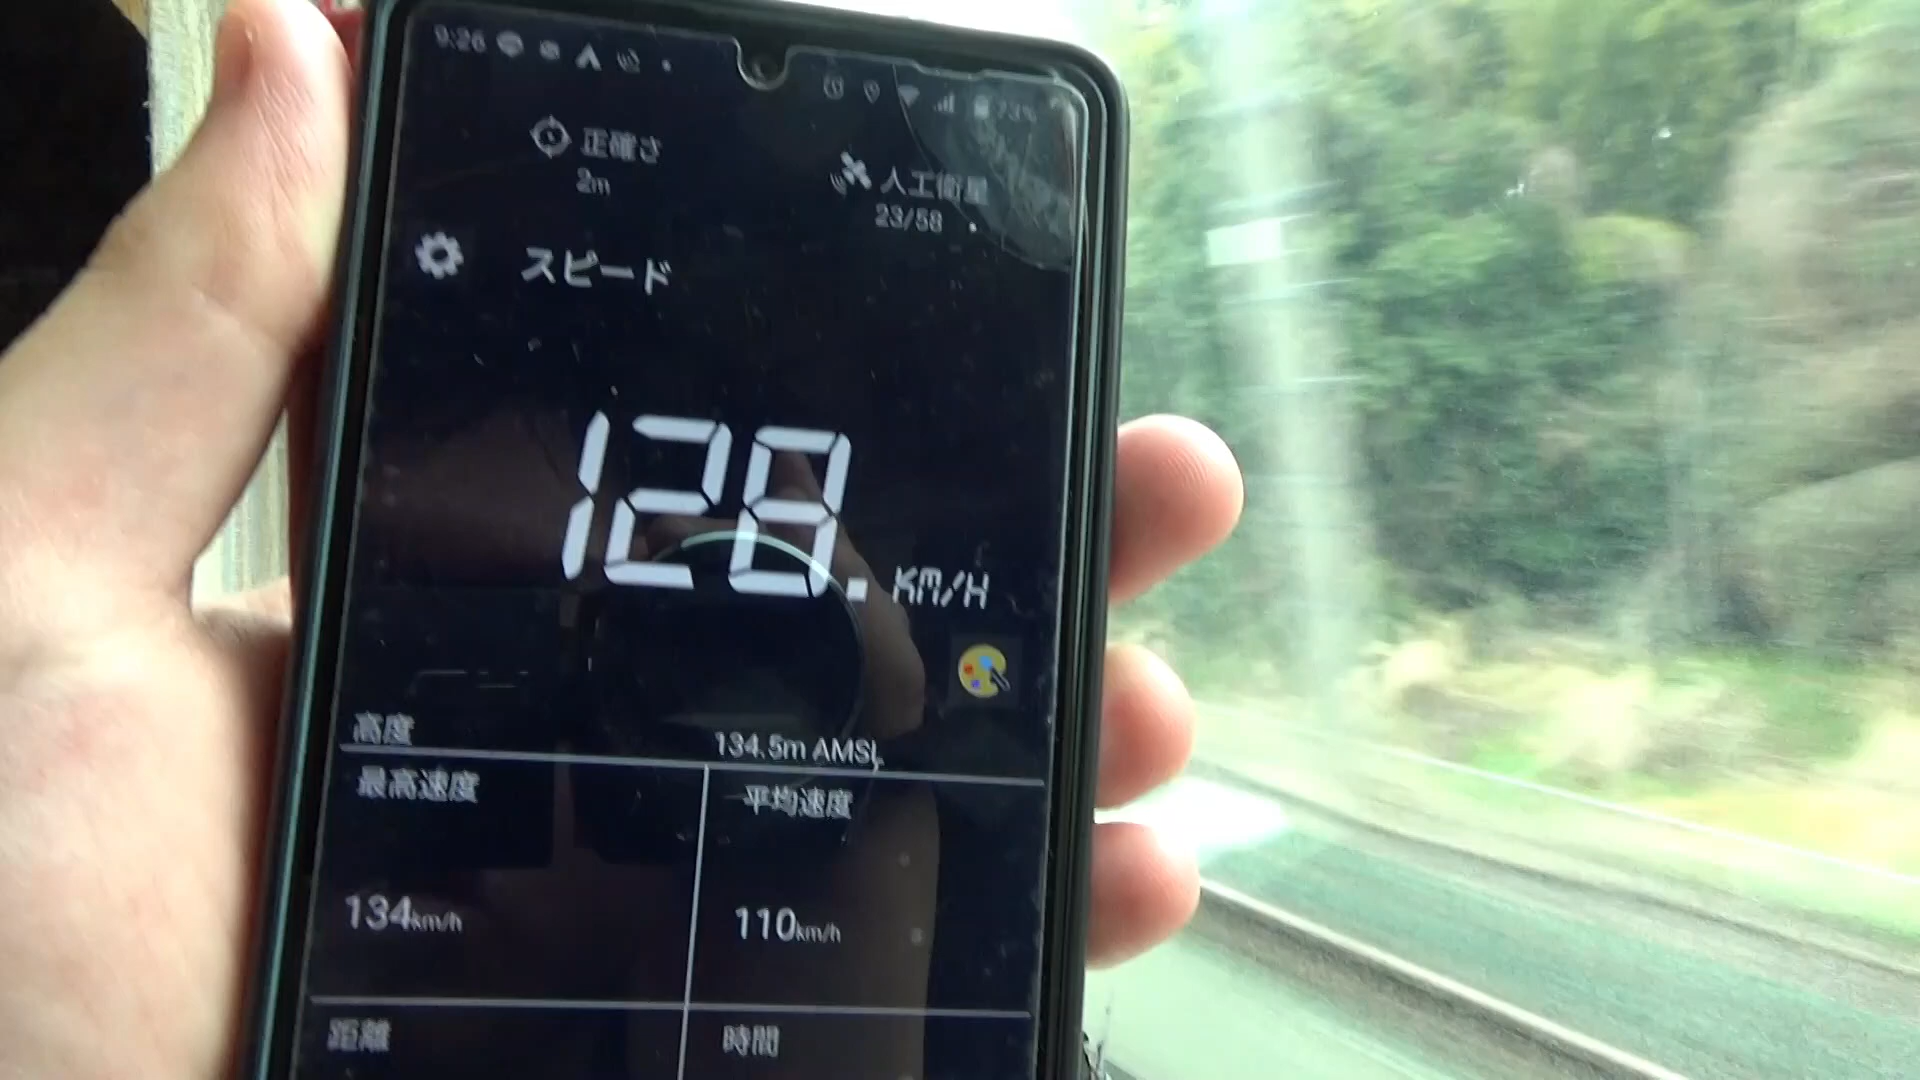 9:26
73%
正確さ
2m
人工衛星
23/58
スピード
128. KM/H
高度 134.5m AMSL
最高速度 平均速度
134km/h 110km/h
距離 時間